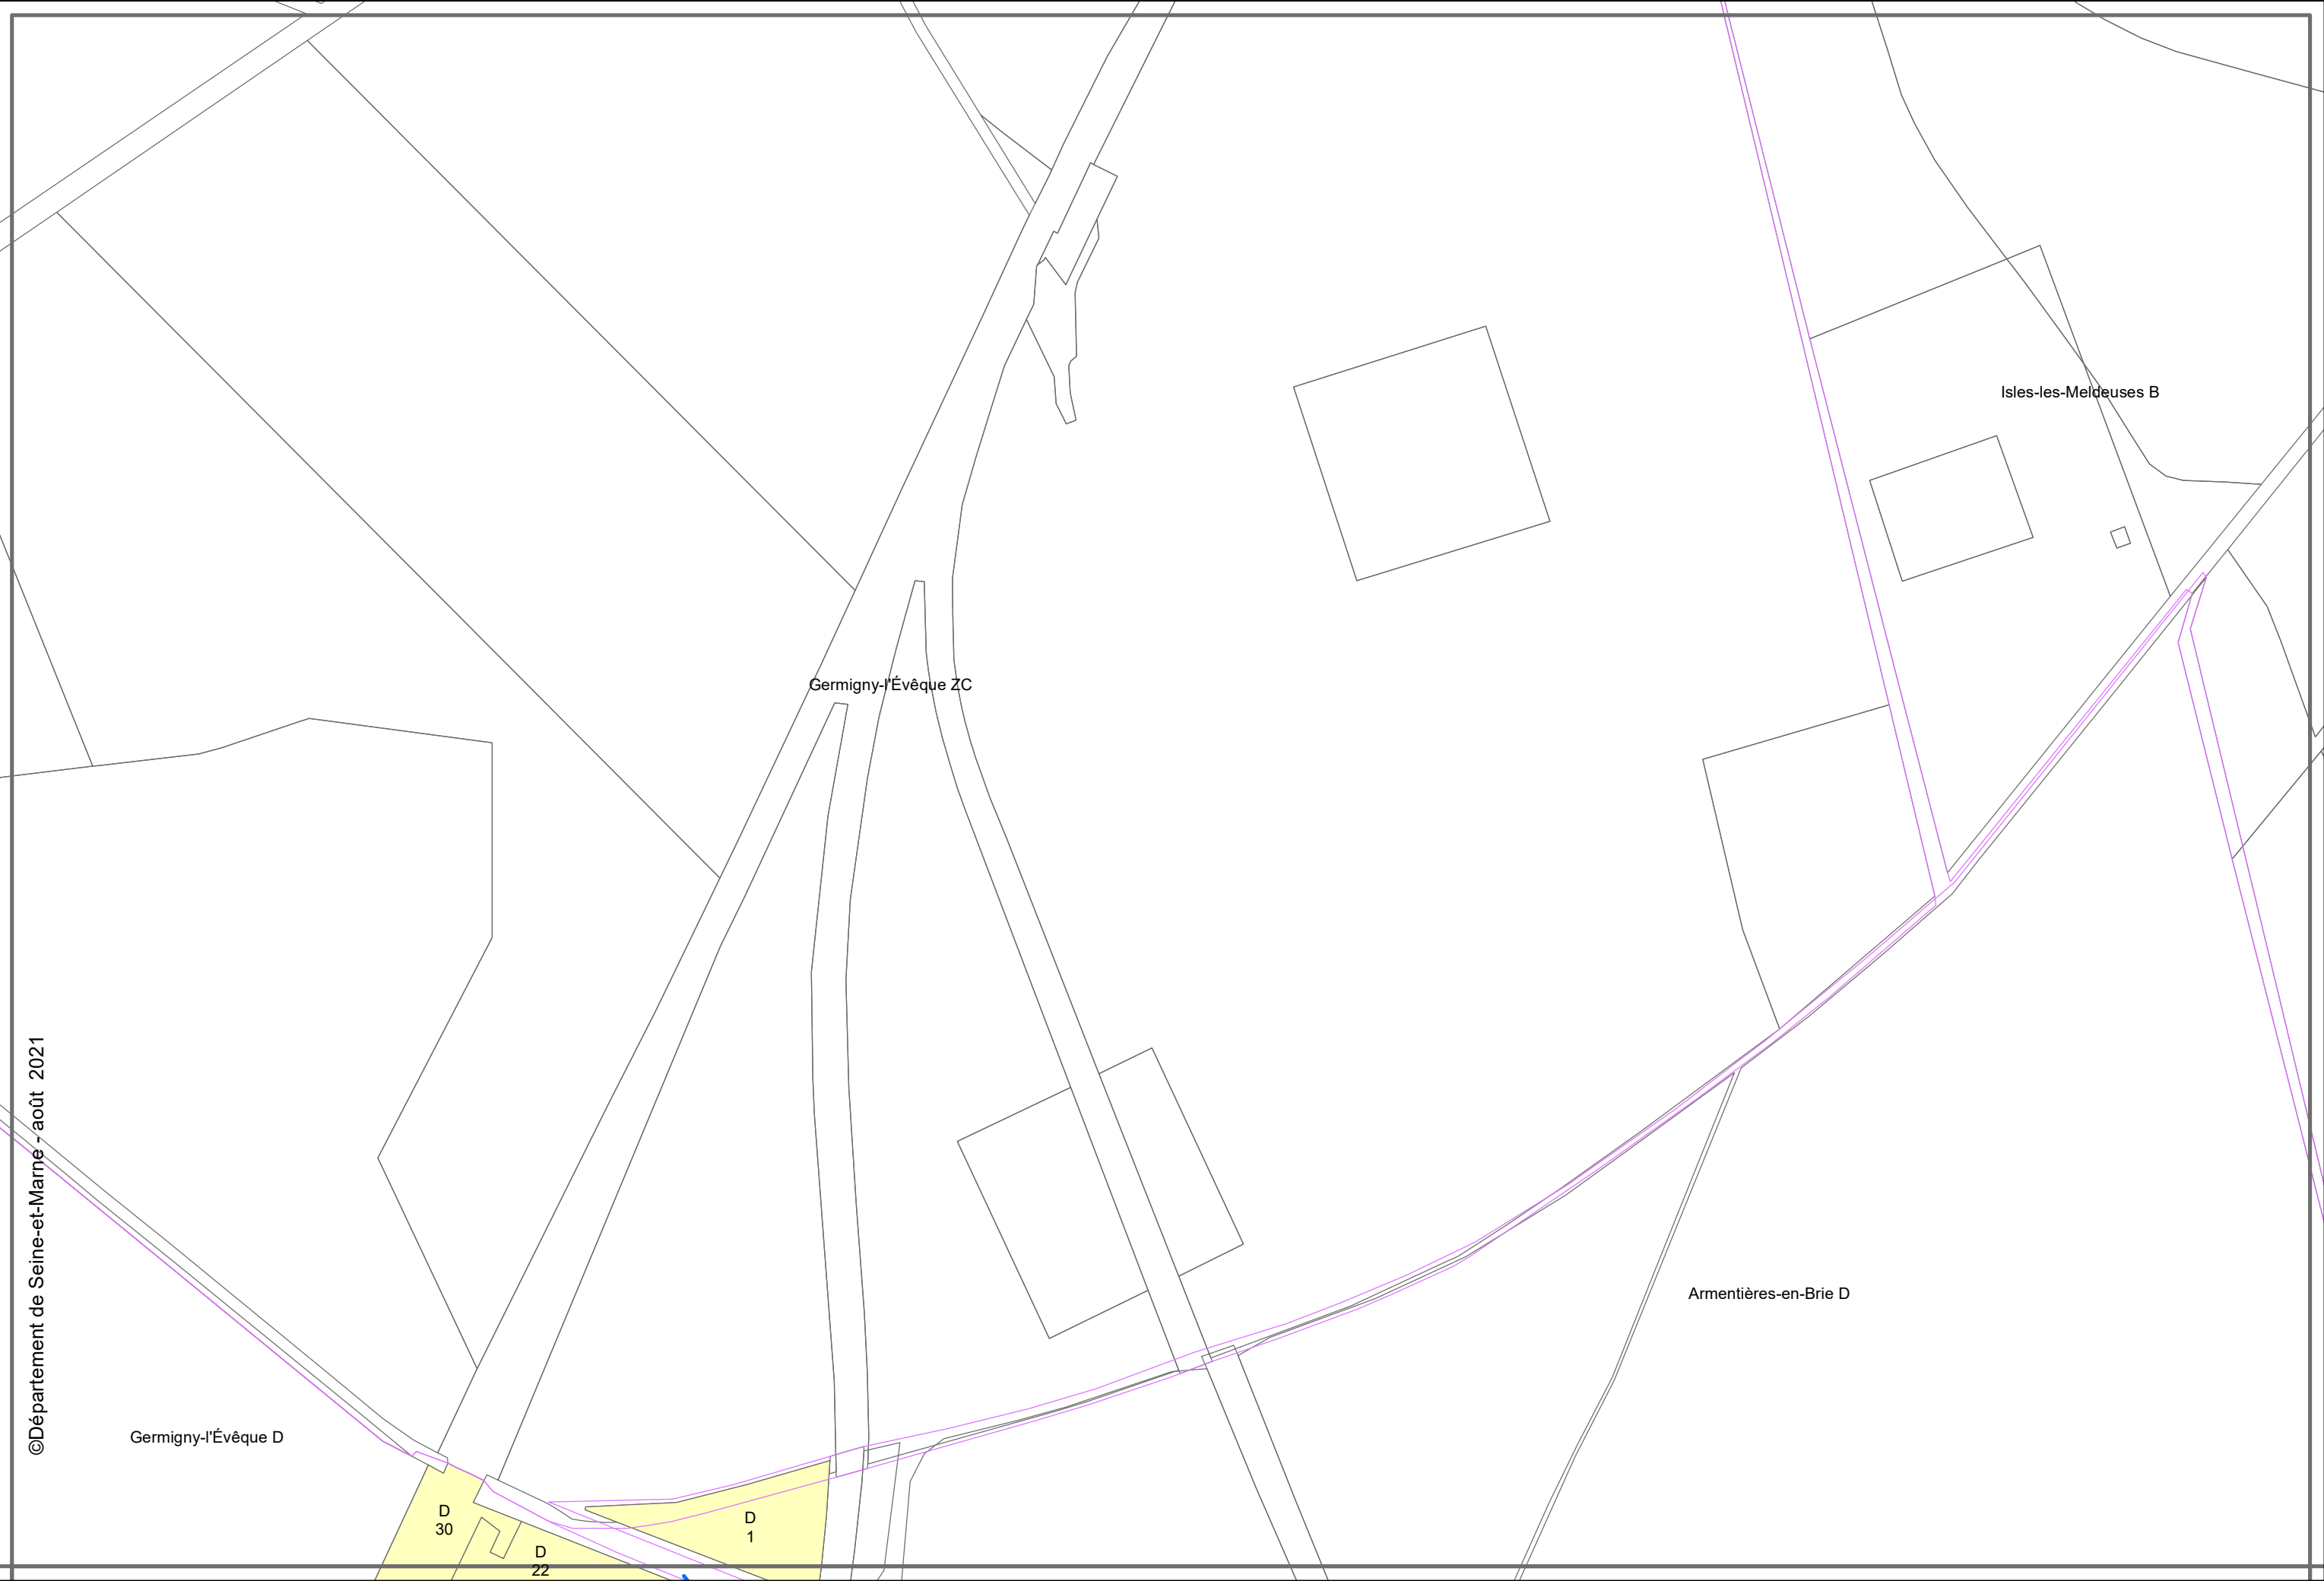 Isles-les-Meldeuses B
Germigny-l'Évêque ZC
©Département de Seine-et-Marne - août 2021
Armentières-en-Brie D
Germigny-l'Évêque D
D
30
D
1
D
22